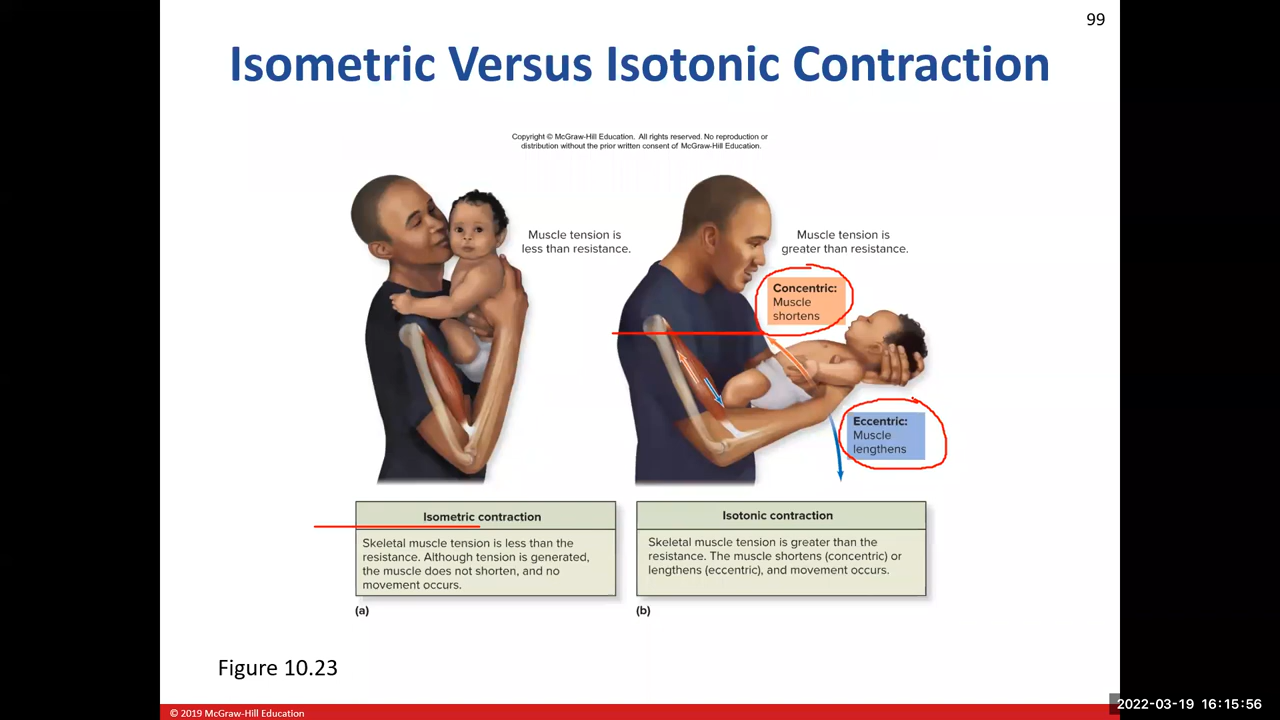 99
Isometric Versus Isotonic Contraction
Copyright © McGraw-Hill Education. All rights reserved. No reproduction or
distribution without the prior written consent of McGraw-Hill Education.
Muscle tension is
less than resistance.
Muscle tension is
greater than resistance.
Concentric:
Muscle
shortens
Eccentric:
Muscle
lengthens
Isometric contraction
Skeletal muscle tension is less than the
resistance. Although tension is generated,
the muscle does not shorten, and no
movement occurs.
(a)
Isotonic contraction
Skeletal muscle tension is greater than the
resistance. The muscle shortens (concentric) or
lengthens (eccentric), and movement occurs.
(b)
Figure 10.23
© 2019 McGraw-Hill Education
2022-03-19 16:15:56